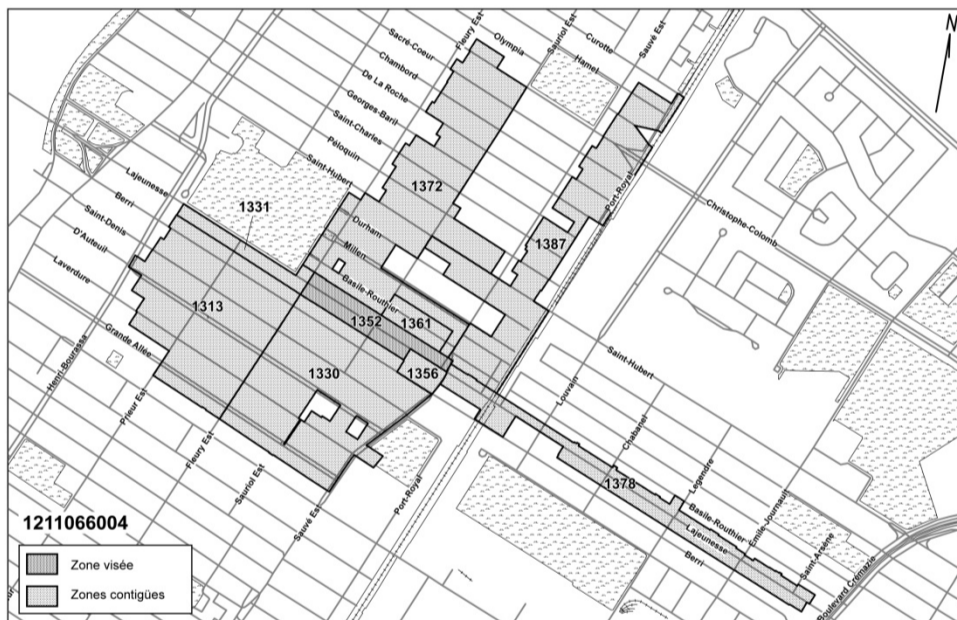 Fleury Est
Olympia
Sauriol Est
Curotte
Hamel
Sauvé Est
N
Sacré-Coeur
Chambord
De La Roche
Georges-Baril
Saint-Charles
Péloquin
Saint-Hubert
Lajeunesse
Berri
Saint-Denis
D'Auteuil
Laverdure
Grande Allée
1331
1372
Port-Royal
Christophe-Colomb
1387
Durham
Millen
Basile-Routhier
1313
1352
1361
1330
1356
Henri-Bourassa
Prieur Est
Fleury Est
Sauriol Est
Sauvé Est
Port-Royal
Louvain
Saint-Hubert
Chabanel
Legendre
1378
Basile-Routhier
Lajeunesse
Berri
Emile-Journault
Saint-Arsène
Boulevard Crémazie
1211066004
Zone visée
Zones contigües